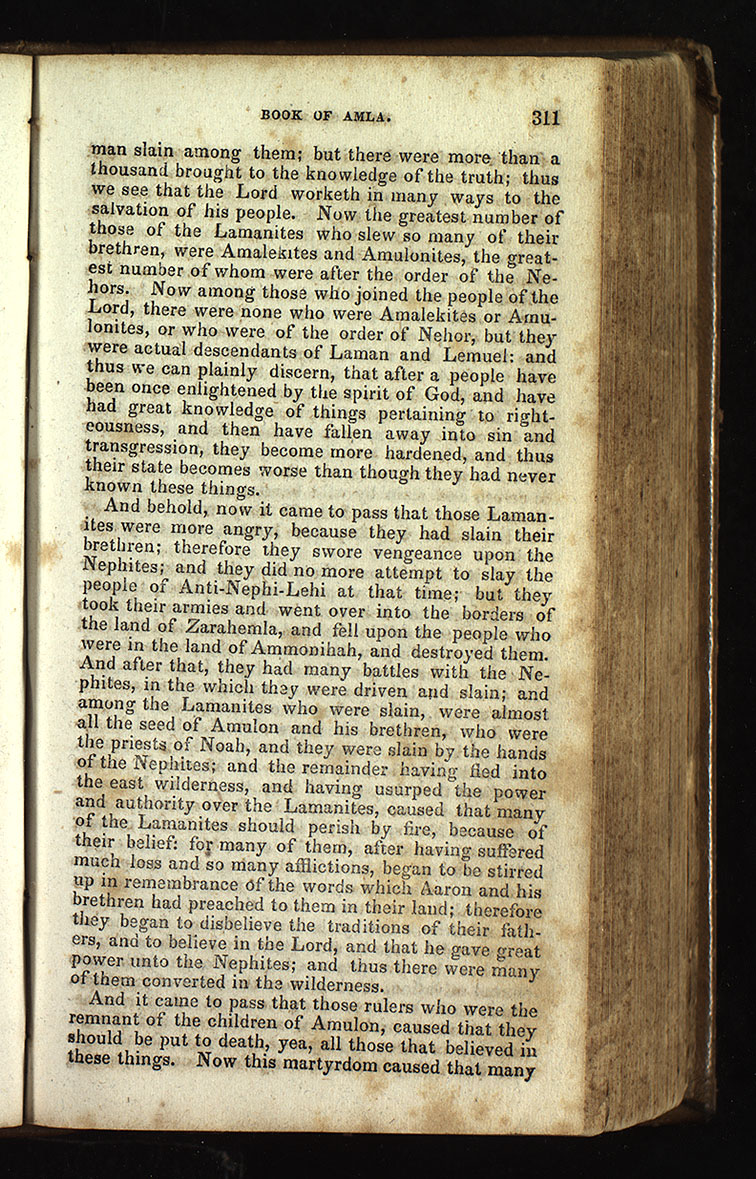 BOOK OF AMLA. 311
man slain among them; but there were more than a
thousand brought to the knowledge of the truth; thus
we see that the Lord worketh in many ways to the
salvation of his people. Now the greatest number of
those of the Lamanites who slew so many of their
brethren, were Amalekites and Amulonites, the great-
est number of whom were after the order of the Ne-
hors. Now among those who joined the people of the
Lord, there were none who were Amalekites or Amu-
lonites, or who were of the order of Nehor, but they
were actual descendants of Laman and Lemuel: and
thus we can plainly discern, that after a people have
been once enlightened by the spirit of God, and have
had great knowledge of things pertaining to right-
eousness, and then have fallen away into sin and
transgression, they become more hardened, and thus
their state becomes worse than though they had never
known these things.
And behold, now it came to pass that those Laman-
ites were more angry, because they had slain their
brethren; therefore they swore vengeance upon the
Nephites; and they did no more attempt to slay the
people of Anti-Nephi-Lehi at that time; but they
took their armies and went over into the borders of
the land of Zarahemla, and fell upon the people who
were in the land of Ammonihah, and destroyed them.
And after that, they had many battles with the Ne-
phites, in the which they were driven and slain; and
among the Lamanites who were slain, were almost
all the seed of Amulon and his brethren, who were
the priests of Noah, and they were slain by the hands
of the Nephites; and the remainder having fled into
the east wilderness, and having usurped the power
and authority over the Lamanites, caused that many
of the Lamanites should perish by fire, because of
their belief: for many of them, after having suffered
much loss and so many afflictions, began to be stirred
up in remembrance of the words which Aaron and his
brethren had preached to them in their land; therefore
they began to disbelieve the traditions of their fath-
ers, and to believe in the Lord, and that he gave great
power unto the Nephites; and thus there were many
of them converted in the wilderness.
And it came to pass that those rulers who were the
remnant of the children of Amulon, caused that they
should be put to death, yea, all those that believed in
these things. Now this martyrdom caused that many